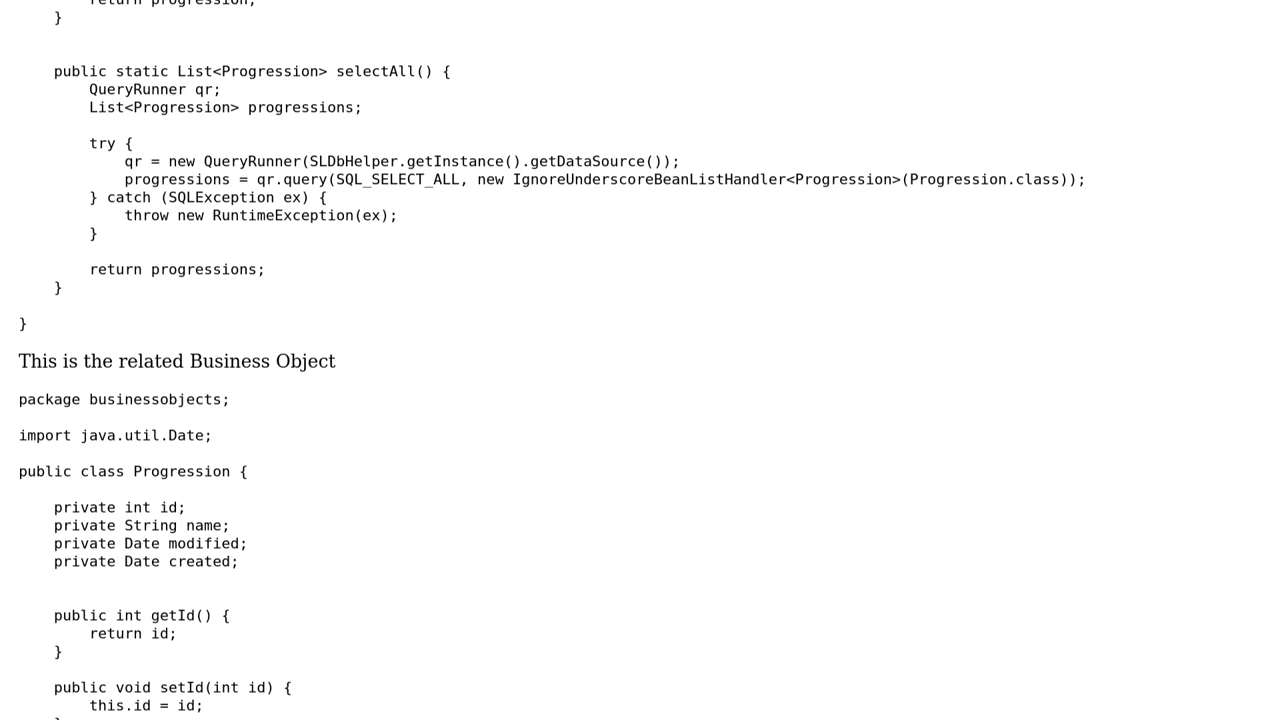 return progression;
}
public static List<Progression> selectAll() {
QueryRunner qr;
List<Progression> progressions;
try {
qr = new QueryRunner(SLDbHelper.getInstance().getDataSource());
progressions = qr.query(SQL_SELECT_ALL, new IgnoreUnderscoreBeanListHandler<Progression>(Progression.class));
} catch (SQLException ex) {
throw new RuntimeException(ex);
}
return progressions;
}
}
This is the related Business Object
package businessobjects;
import java.util.Date;
public class Progression {
private int id;
private String name;
private Date modified;
private Date created;
public int getId() {
return id;
}
public void setId(int id) {
this.id = id;
}